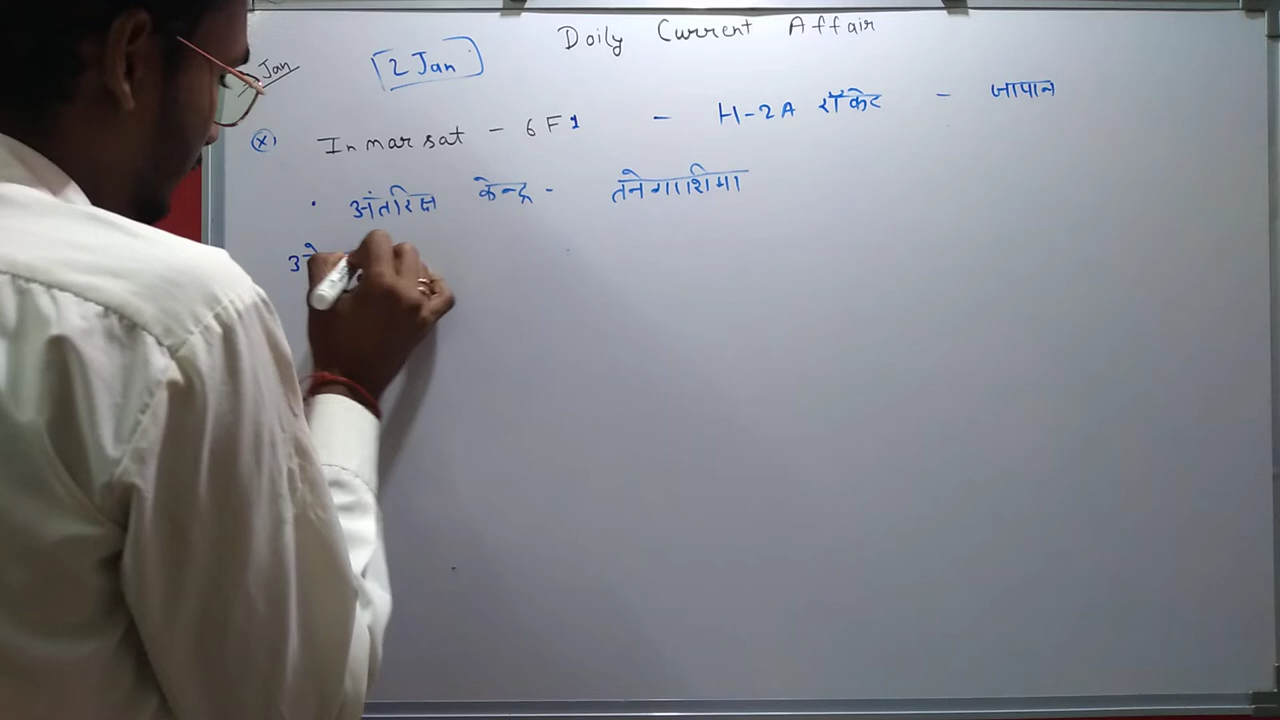 Daily Current Affair
Jan
2 Jan
(x) Inmarsat - 6F1 - H-2A रॉकेट - जापान
· अंतरिक्ष केन्द्र - तनेगाशिमा